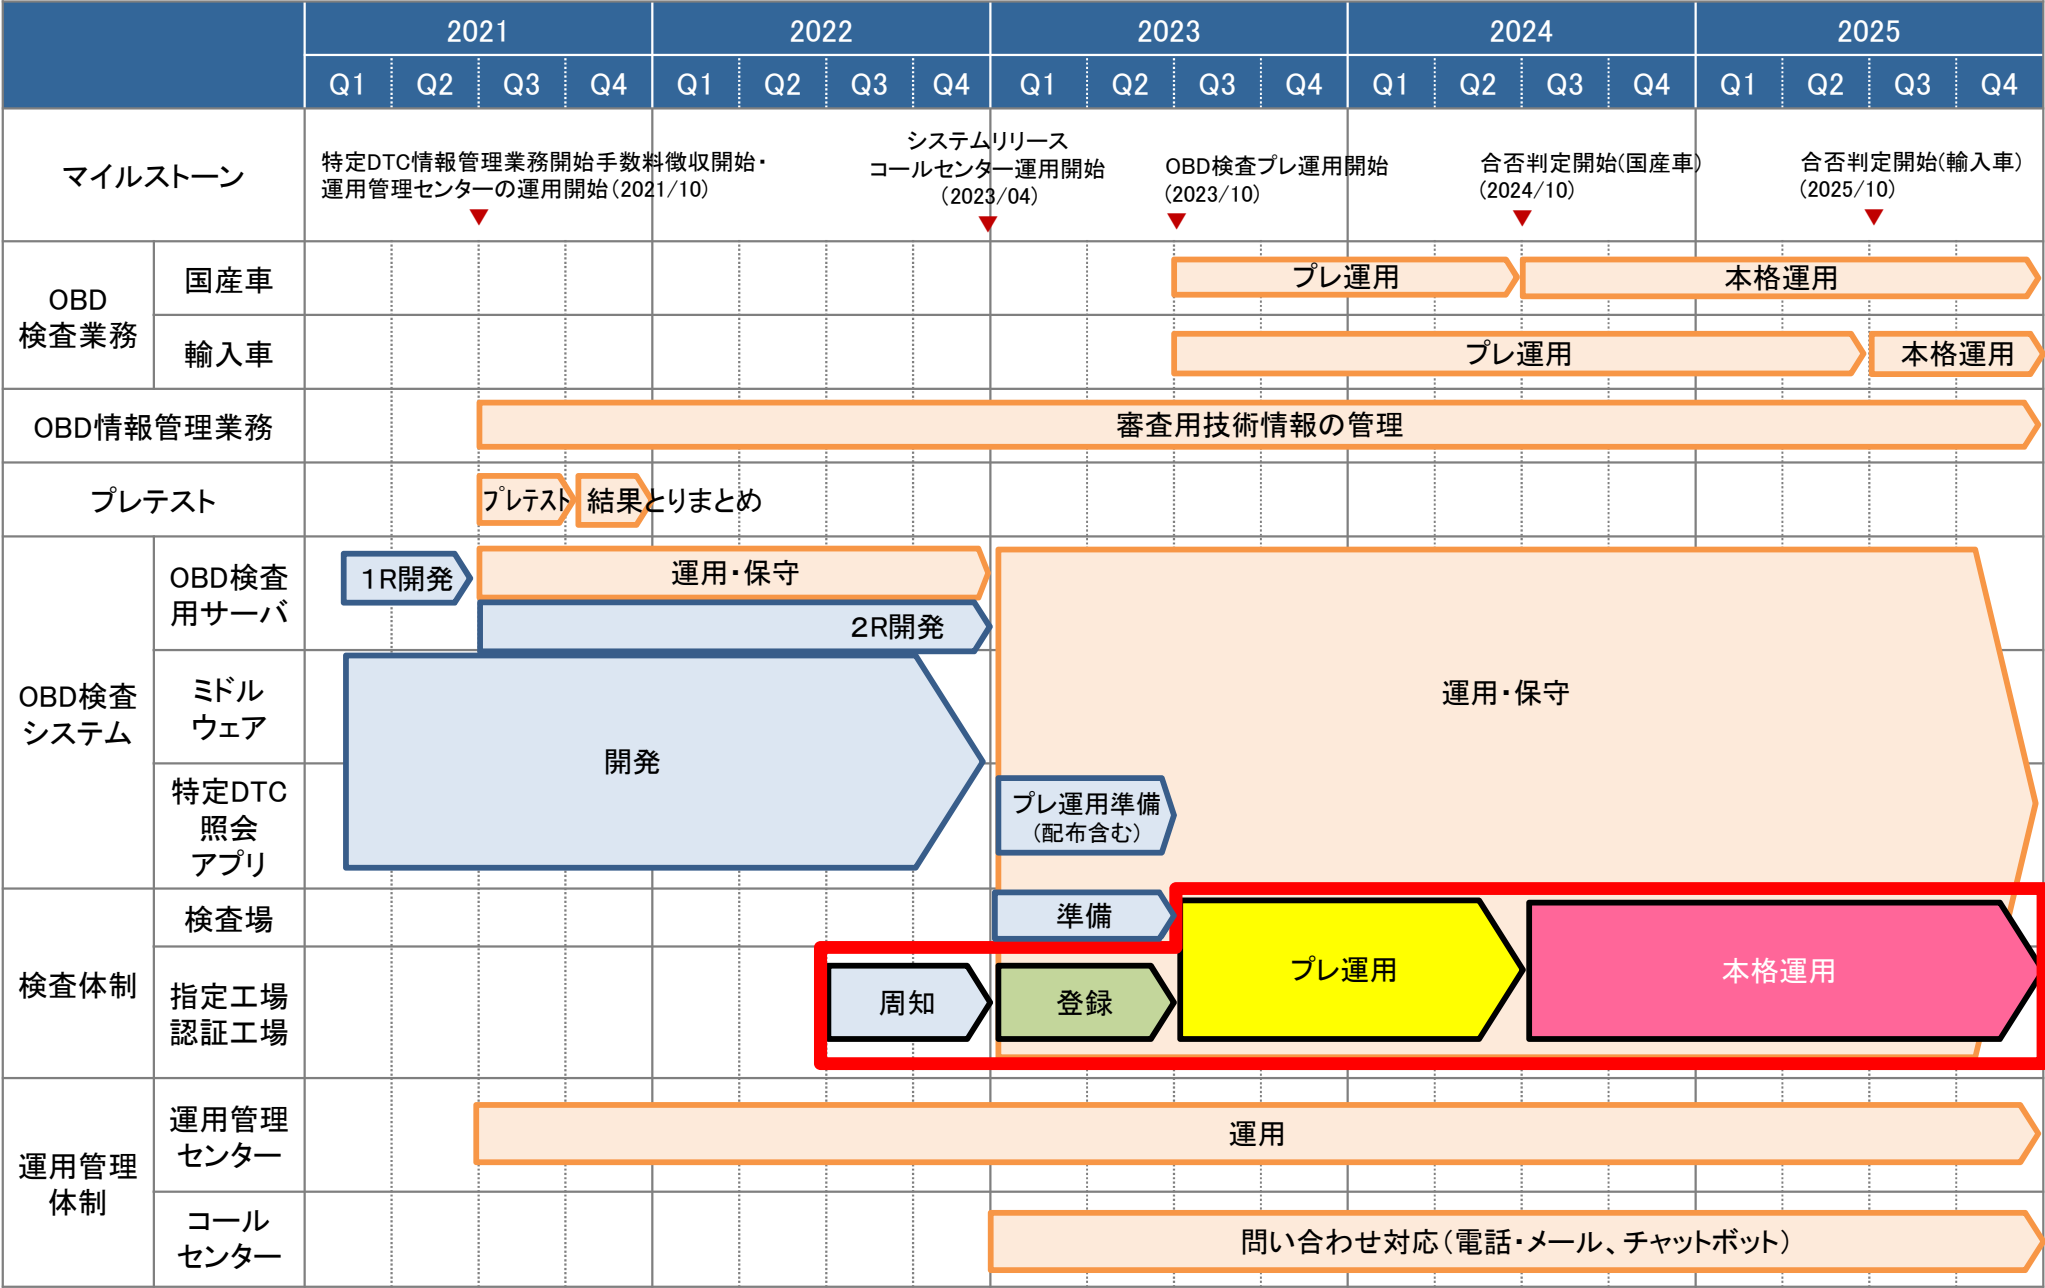 2021
2022
2023
2024
2025
Q1 Q2 Q3 Q4 Q1 Q2 Q3 Q4 Q1 Q2 Q3 Q4 Q1 Q2 Q3 Q4 Q1 Q2 Q3 Q4
マイルストーン
特定DTC情報管理業務開始手数料徴収開始・
運用管理センターの運用開始(2021/10)
システムリリース
コールセンター運用開始
(2023/04)
OBD検査プレ運用開始
(2023/10)
合否判定開始(国産車)
(2024/10)
合否判定開始(輸入車)
(2025/10)
OBD
検査業務
国産車
プレ運用
本格運用
輸入車
プレ運用
本格運用
OBD情報管理業務
審査用技術情報の管理
プレテスト
プレテスト
結果とりまとめ
OBD検査
システム
OBD検査
用サーバ
1R開発
運用・保守
2R開発
ミドル
ウェア
開発
運用・保守
特定DTC
照会
アプリ
プレ運用準備
(配布含む)
検査体制
検査場
準備
プレ運用
本格運用
指定工場
認証工場
周知
登録
運用管理
体制
運用管理
センター
運用
コール
センター
問い合わせ対応(電話・メール、チャットボット)